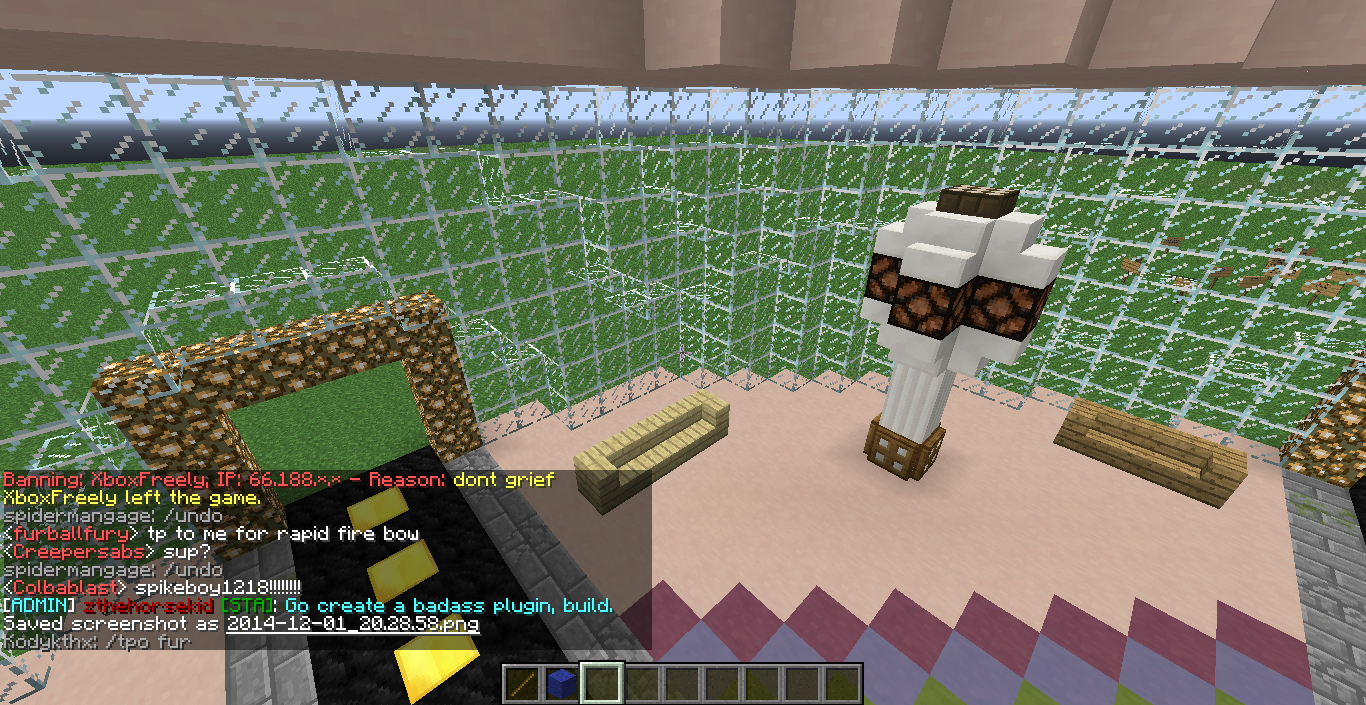 Banning: XboxFreely, IP: 66.188.*.* - Reason: dont grief
XboxFreely left the game.
spidermangage: /undo
<furballfury> tp to me for rapid fire bow
<Creepersabs> sup?
spidermangage: /undo
<Colbablast> spikeboy1218!!!!!!!!
[ADMIN] zthehorsekid [STA]: Go create a badass plugin, build.
Saved screenshot as 2014-12-01_20.28.58.png
kodykthx: /tpo fur